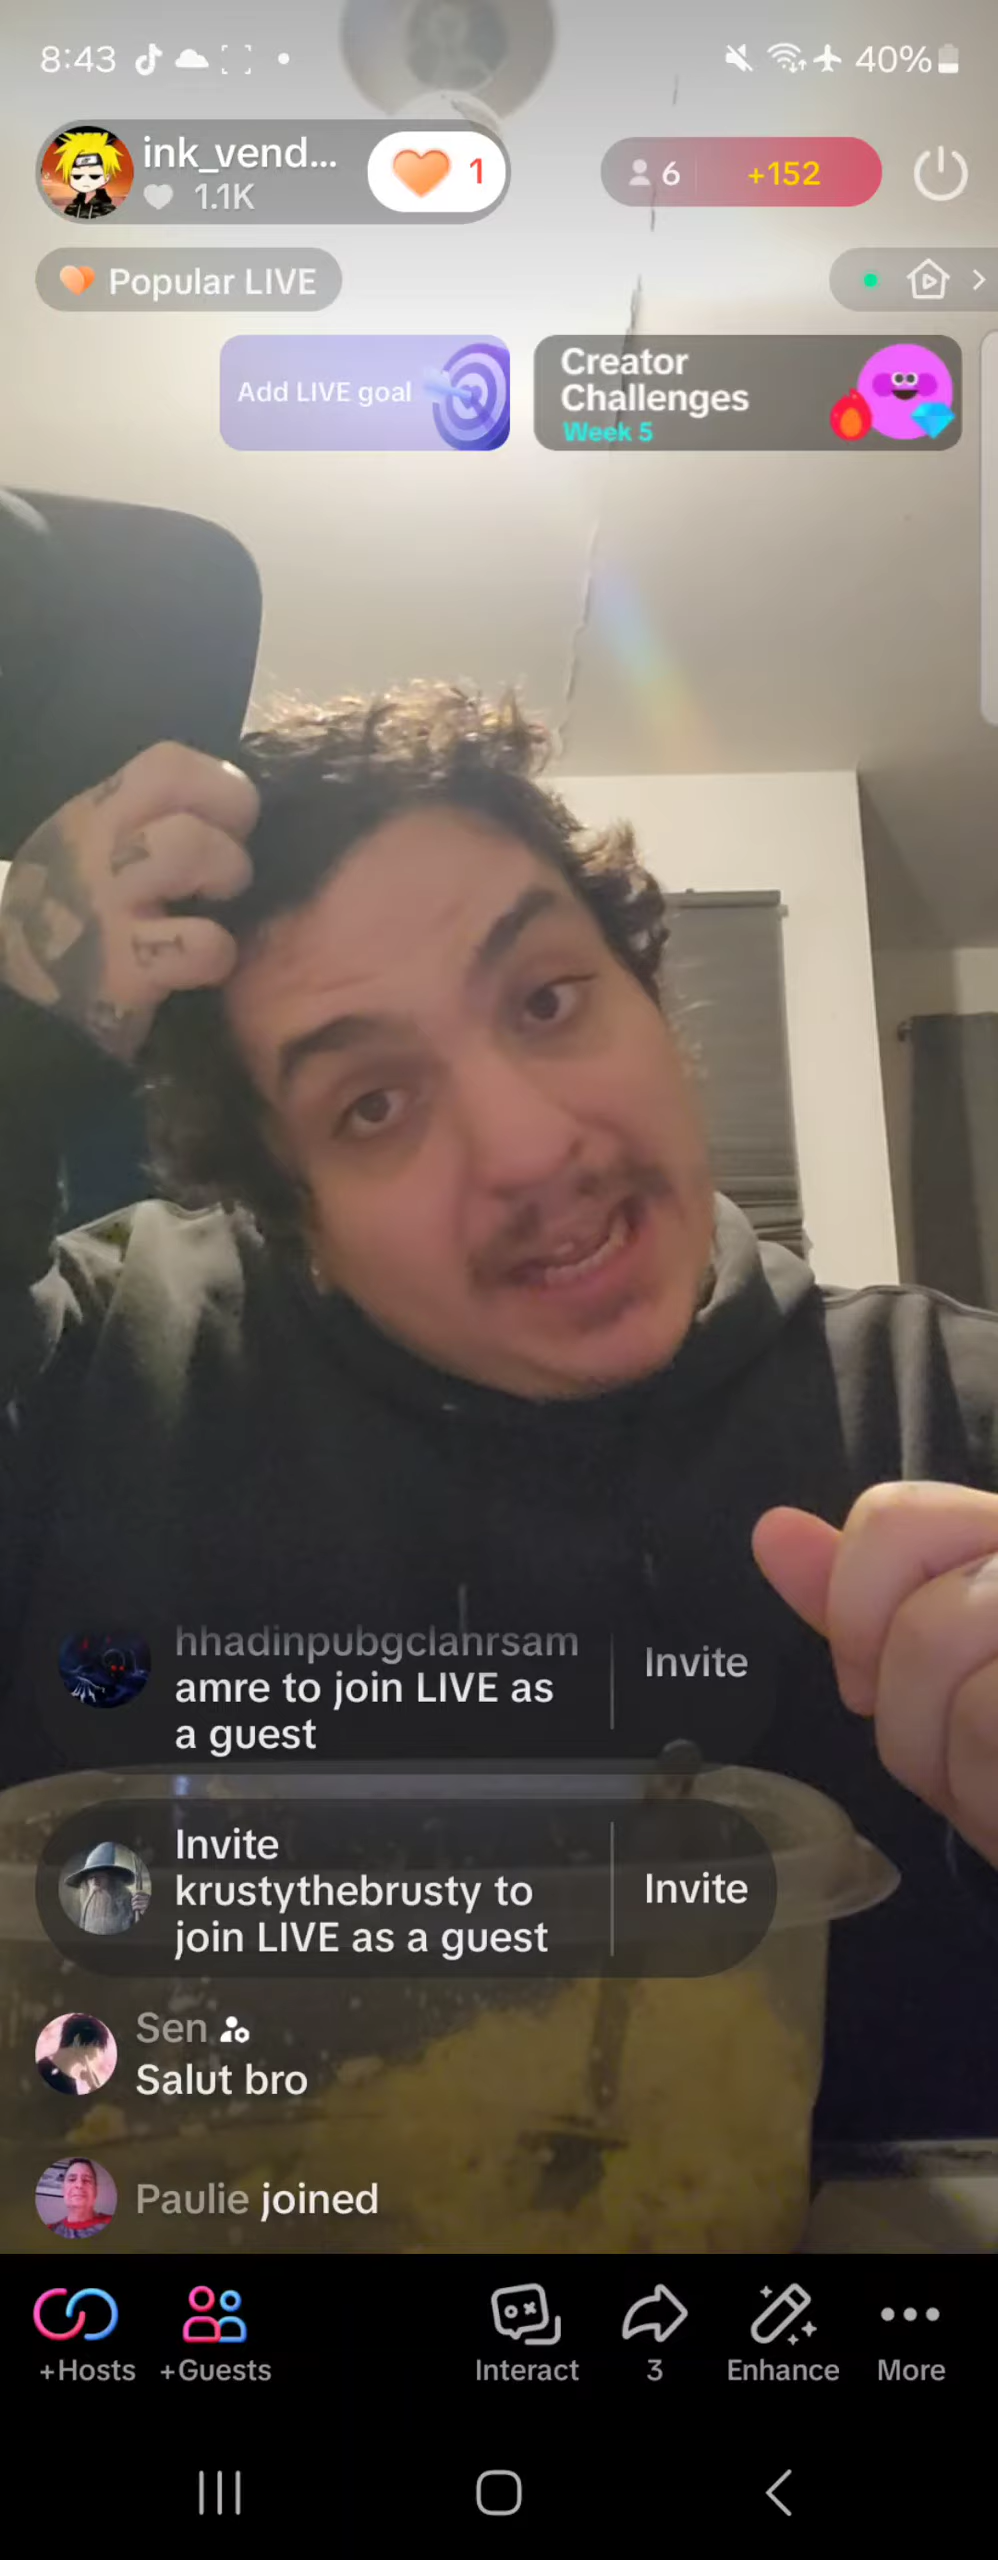 8:43
40%
ink_vend...
1.1K
1
6
+152
Popular LIVE
Add LIVE goal
Creator
Challenges
Week 5
hhadinpubgclanrsam
amre to join LIVE as
a guest
Invite
Invite
krustythebrusty to
join LIVE as a guest
Invite
Sen
Salut bro
Paulie joined
+Hosts
+Guests
Interact
3
Enhance
More